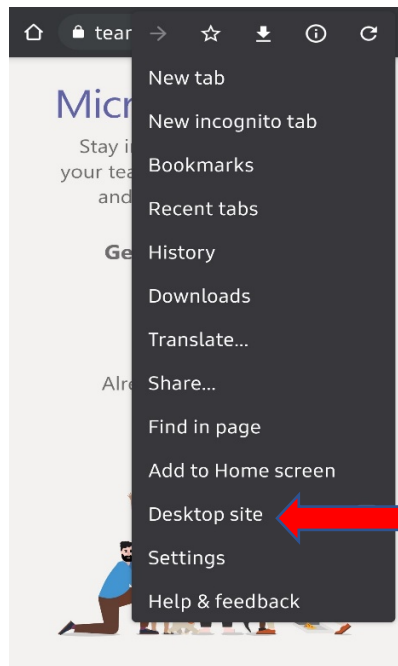 tear
New tab
Micr
New incognito tab
Stay i
Bookmarks
your tea
and
Recent tabs
Ge
History
Downloads
Translate...
Alre
Share...
Find in page
Add to Home screen
Desktop site
Settings
Help & feedback